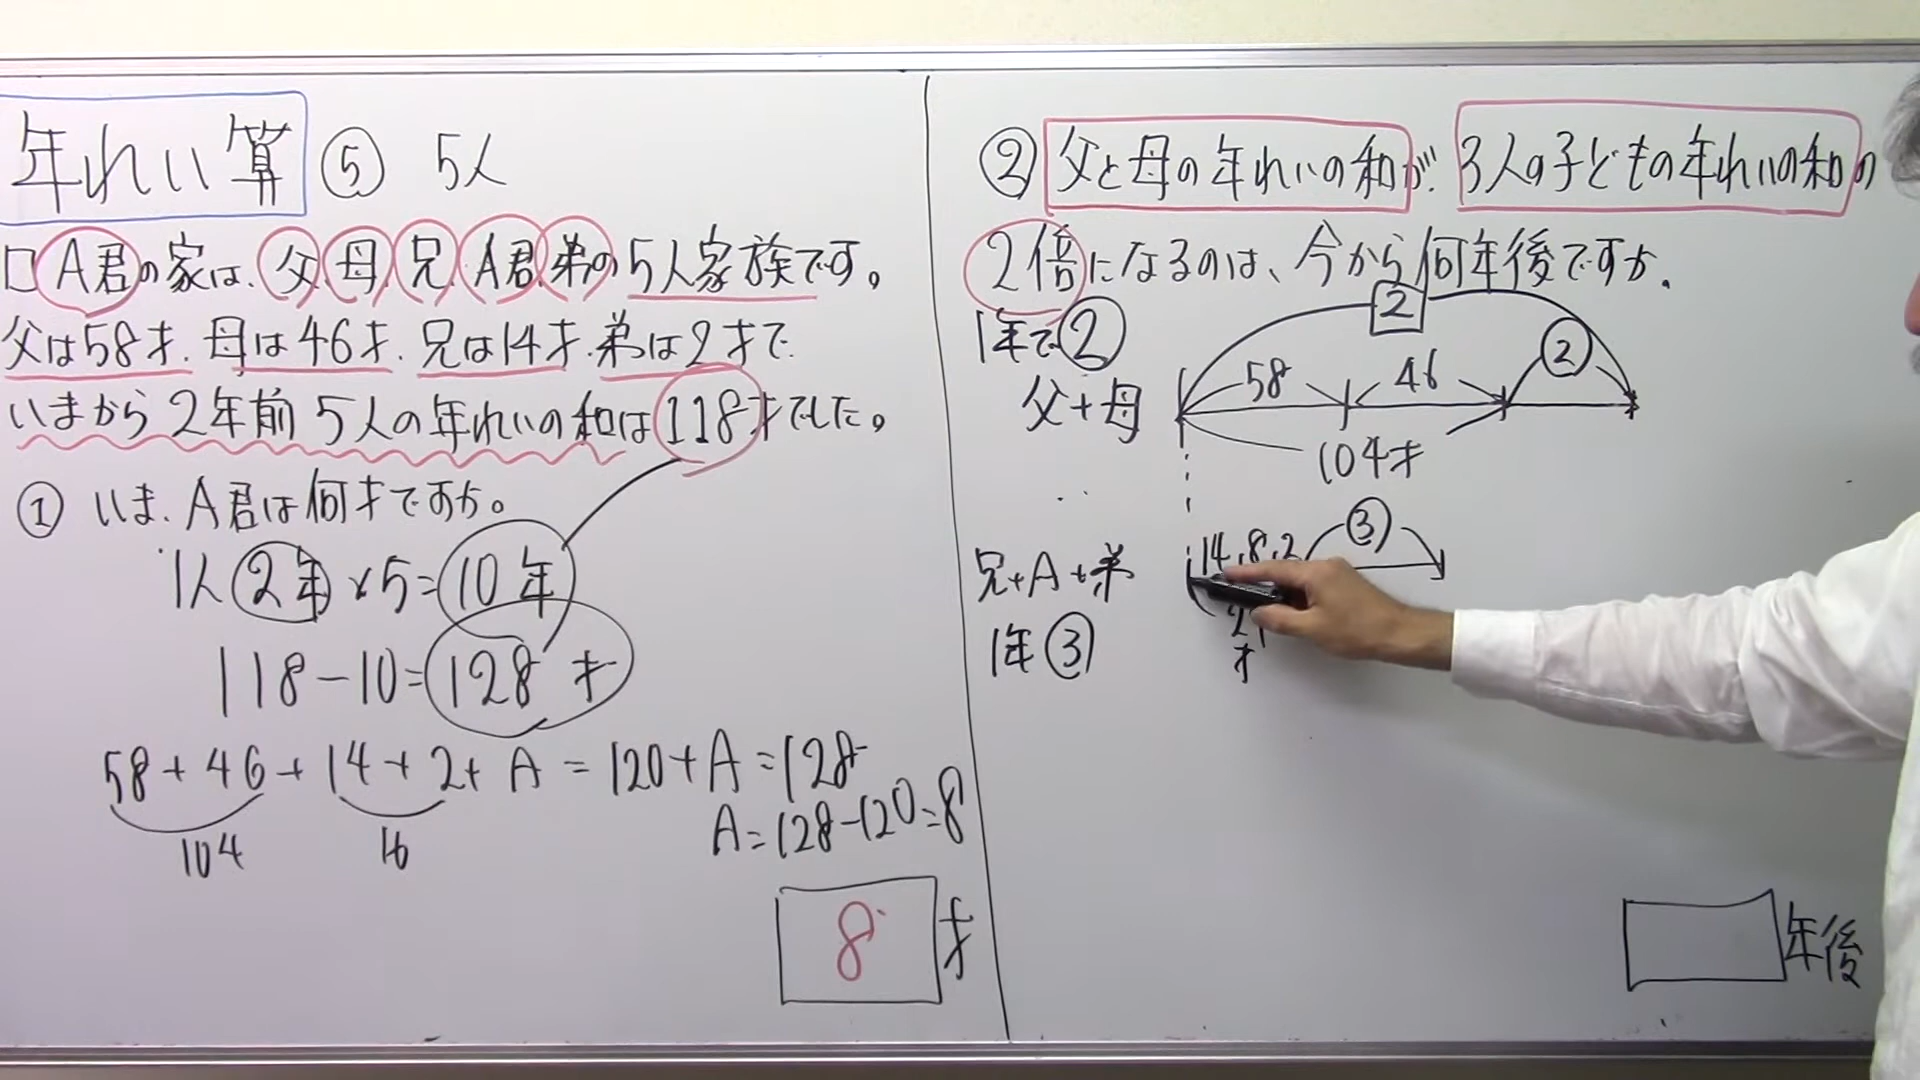 年れい算 ⑤ 5人
□A君の家は、父、母、兄、A君、弟の5人家族です。
父は58才、母は46才、兄は14才、弟は2才で
いまから2年前5人の年れいの和は118才でした。
① いま、A君は何才ですか。
1人2年×5=10年
118-10=128才
58+46+14+2+A=120+A=128
104 16
A=128-120=8
8才
② 父と母の年れいの和が、3人の子どもの年れいの和の
2倍になるのは、今から何年後ですか。
1年で②
2
父+母 58 46 ②
104才
③
兄+A+弟 14,8,2
1年③
才
年後